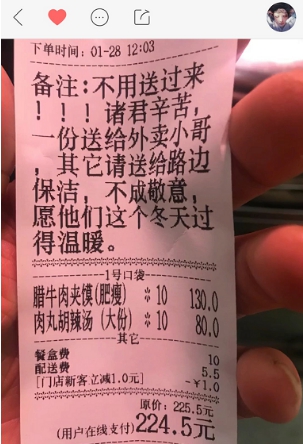 下单时间: 01-28 12:03
备注:不用送过来
！！！诸君辛苦，
一份送给外卖小哥
，其它请送给路边
保洁，不成敬意，
愿他们这个冬天过
得温暖。
1号口袋
腊牛肉夹馍(肥瘦) * 10 130.0
肉丸胡辣汤(大份) * 10 80.0
其它
餐盒费 10
配送费 5.5
[门店新客立减1.0元] -¥1.0
原价: 225.5元
(用户在线支付)224.5元